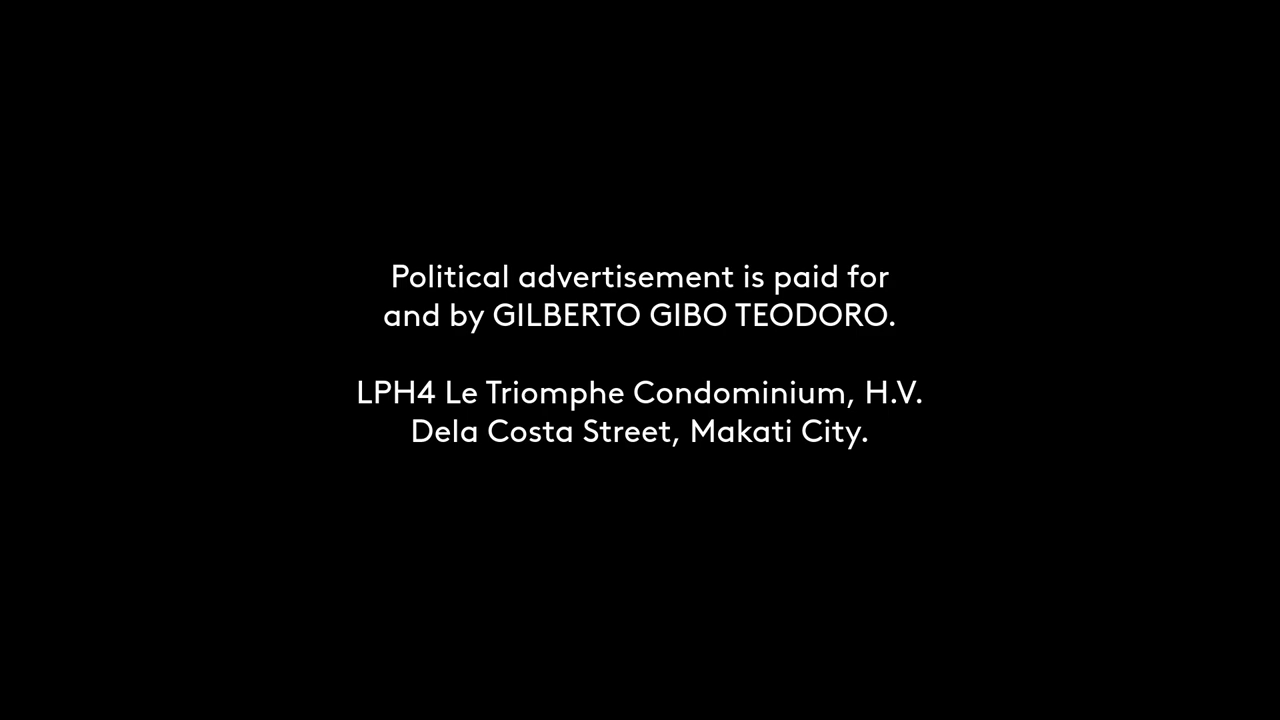 Political advertisement is paid for
and by GILBERTO GIBO TEODORO.
LPH4 Le Triomphe Condominium, H.V.
Dela Costa Street, Makati City.